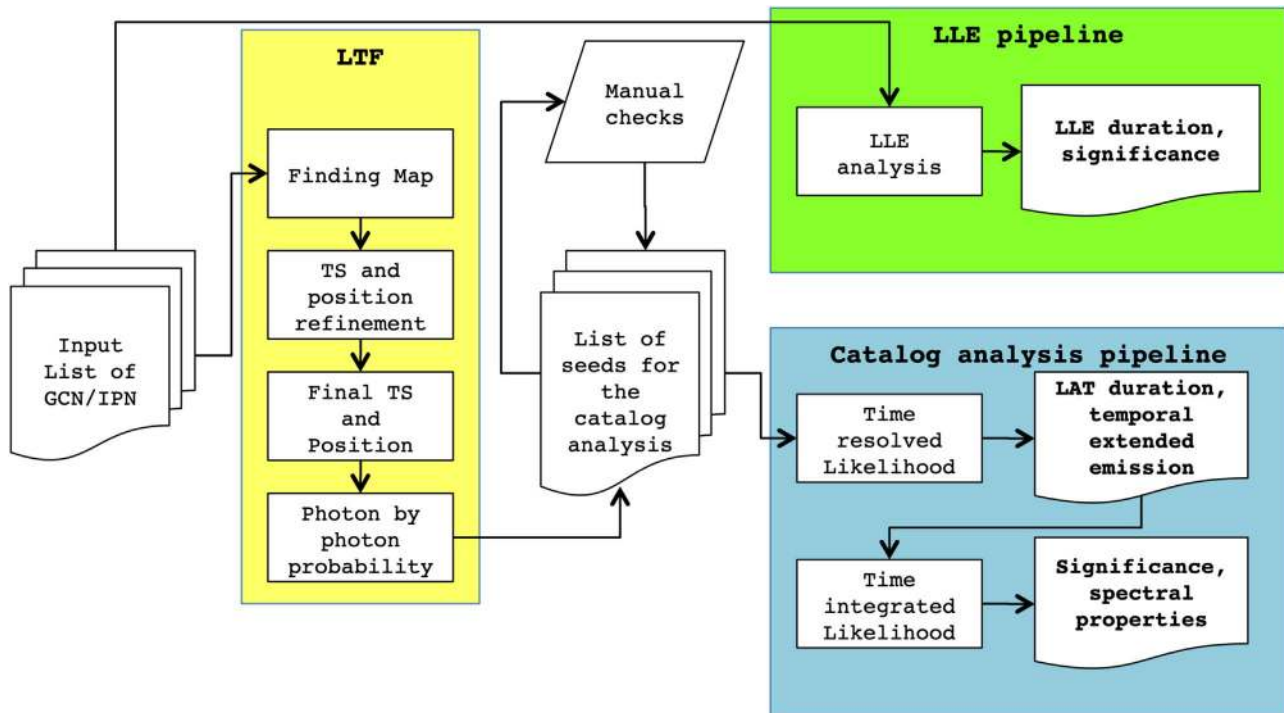 Input
List of
GCN/IPN
LTF
Finding Map
TS and
position
refinement
Final TS
and
Position
Photon by
photon
probability
Manual
checks
List of
seeds for
the
catalog
analysis
LLE pipeline
LLE
analysis
LLE duration,
significance
Catalog analysis pipeline
Time
resolved
Likelihood
LAT duration,
temporal
extended
emission
Time
integrated
Likelihood
Significance,
spectral
properties